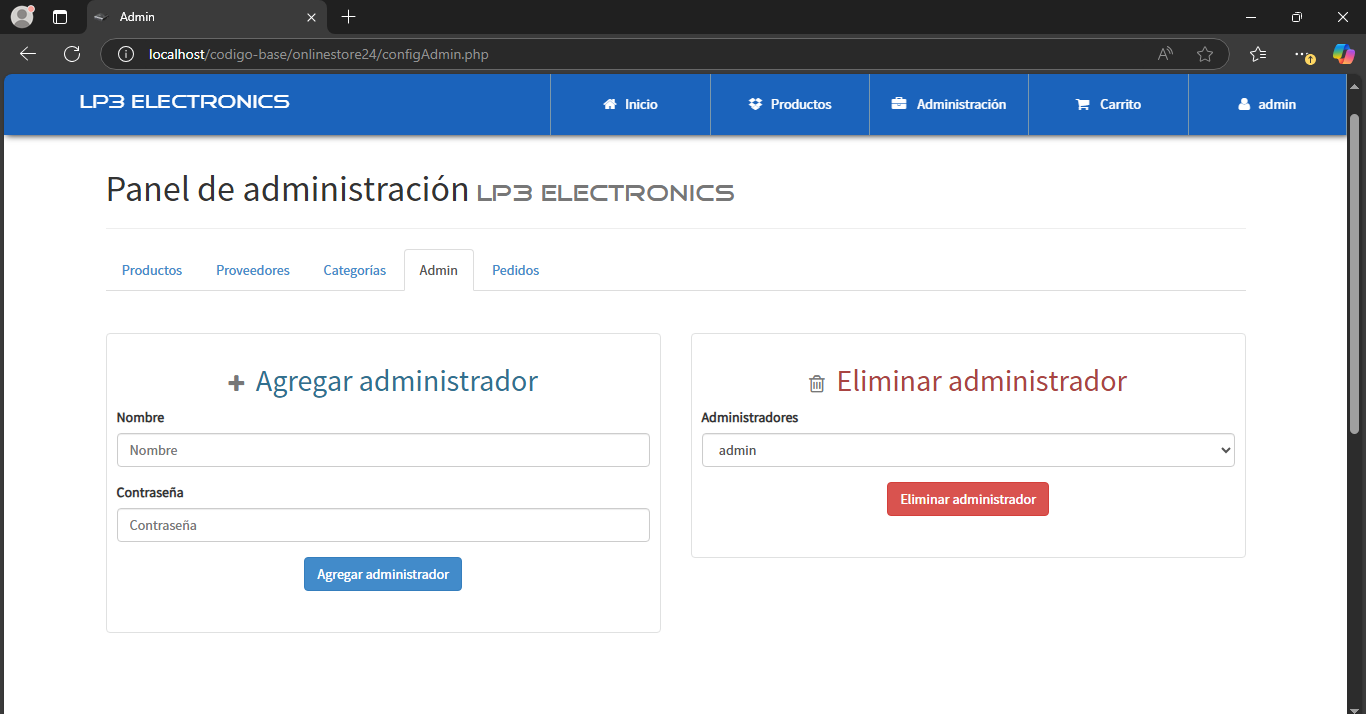 Admin
localhost/codigo-base/onlinestore24/configAdmin.php
LP3 ELECTRONICS
Inicio
Productos
Administración
Carrito
admin
Panel de administración LP3 ELECTRONICS
Productos
Proveedores
Categorías
Admin
Pedidos
Agregar administrador
Nombre
Nombre
Contraseña
Contraseña
Agregar administrador
Eliminar administrador
Administradores
admin
Eliminar administrador